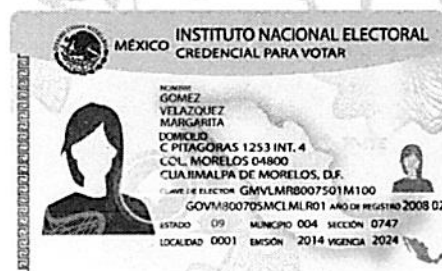 MÉXICO
INSTITUTO NACIONAL ELECTORAL
CREDENCIAL PARA VOTAR
NOMBRE
GOMEZ
VELAZQUEZ
MARGARITA
DOMICILIO
C PITAGORAS 1253 INT. 4
COL. MORELOS 04800
CUAJIMALPA DE MORELOS, D.F.
CLAVE DE ELECTOR GMVLMR8007501M100
GOVM800705MCLMLR01 AÑO DE REGISTRO 2008 02
ESTADO 09 MUNICIPIO 004 SECCIÓN 0747
LOCALIDAD 0001 EMISIÓN 2014 VIGENCIA 2024